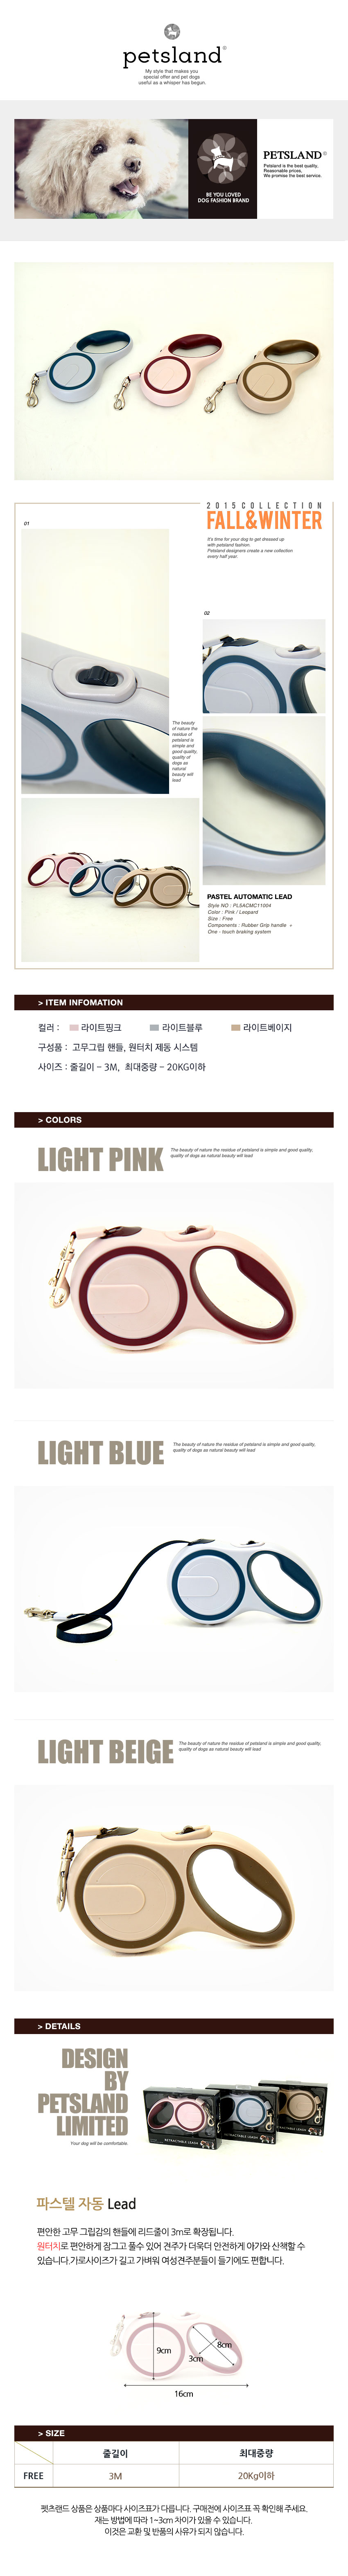 petsland®
My style that makes you
special offer and pet dogs
useful as a whisper has begun.
BE YOU LOVED
DOG FASHION BRAND
PETSLAND®
Petsland is the best quality,
Reasonable prices,
We promise the best service.
2015 COLLECTION
FALL&WINTER
It's time for your dog to get dressed up
with petsland fashion.
Petsland designers create a new collection
every half year.
01
02
The beauty
of nature the
residue of
petsland is
simple and
good quality,
quality of
dogs as
natural
beauty will
lead
PASTEL AUTOMATIC LEAD
Style NO : PL5ACMC11004
Color : Pink / Leopard
Size : Free
Components : Rubber Grip handle +
One - touch braking system
> ITEM INFOMATION
컬러 : 라이트핑크 라이트블루 라이트베이지
구성품 : 고무그립 핸들, 원터치 제동 시스템
사이즈 : 줄길이 - 3M, 최대중량 - 20KG이하
> COLORS
LIGHT PINK
The beauty of nature the residue of petsland is simple and good quality,
quality of dogs as natural beauty will lead
LIGHT BLUE
The beauty of nature the residue of petsland is simple and good quality,
quality of dogs as natural beauty will lead
LIGHT BEIGE
The beauty of nature the residue of petsland is simple and good quality,
quality of dogs as natural beauty will lead
> DETAILS
DESIGN
BY
PETSLAND
LIMITED
Your dog will be comfortable.
RETRACTABLE LEASH
RETRACTABLE LEASH
파스텔 자동 Lead
편안한 고무 그립감의 핸들에 리드줄이 3m로 확장됩니다.
원터치로 편안하게 잠그고 풀수 있어 견주가 더욱더 안전하게 아가와 산책할 수
있습니다.가로사이즈가 길고 가벼워 여성견주분들이 들기에도 편합니다.
9cm
8cm
3cm
16cm
> SIZE
줄길이 최대중량
FREE 3M 20Kg이하
펫츠랜드 상품은 상품마다 사이즈표가 다릅니다. 구매전에 사이즈표 꼭 확인해 주세요.
재는 방법에 따라 1~3cm 차이가 있을 수 있습니다.
이것은 교환 및 반품의 사유가 되지 않습니다.